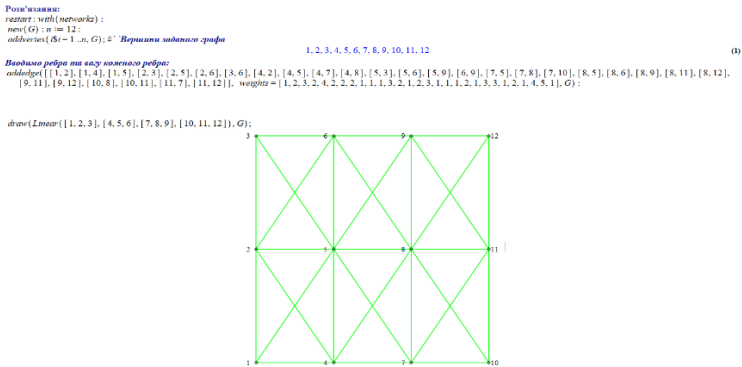 Розв'язання:
restart : with(networks) :
new(G) : n := 12 :
addvertex( i$i = 1 ..n, G); #``Вершини заданого графа
1, 2, 3, 4, 5, 6, 7, 8, 9, 10, 11, 12 (1)
Вводимо ребра та вагу кожного ребра:
addedge( [ [ 1, 2], [ 1, 4], [ 1, 5], [ 2, 3], [ 2, 5], [ 2, 6], [ 3, 6], [ 4, 2], [ 4, 5], [ 4, 7], [ 4, 8], [ 5, 3], [ 5, 6], [ 5, 9], [ 6, 9], [ 7, 5], [ 7, 8], [ 7, 10], [ 8, 5], [ 8, 6], [ 8, 9], [ 8, 11], [ 8, 12],
[ 9, 11], [ 9, 12], [ 10, 8], [ 10, 11], [ 11, 7], [ 11, 12] ], weights = [ 1, 2, 3, 2, 4, 2, 2, 2, 1, 1, 1, 3, 2, 1, 2, 3, 1, 1, 1, 2, 1, 3, 3, 1, 2, 1, 4, 5, 1], G) :
draw(Linear( [ 1, 2, 3], [ 4, 5, 6], [ 7, 8, 9], [ 10, 11, 12] ), G);
3 6 9 12
2 5 8 11
1 4 7 10